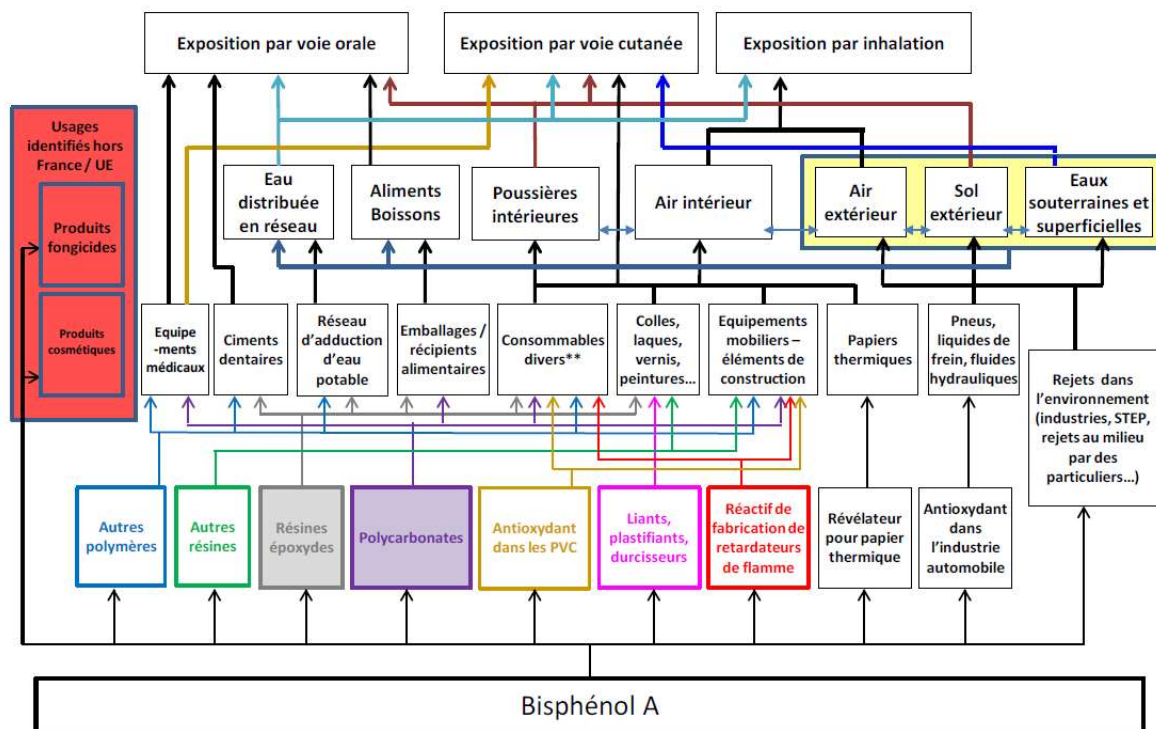 Exposition par voie orale
Exposition par voie cutanée
Exposition par inhalation
Usages
identifiés hors
France / UE
Produits
fongicides
Produits
cosmétiques
Eau
distribuée
en réseau
Aliments
Boissons
Poussières
intérieures
Air intérieur
Air
extérieur
Sol
extérieur
Eaux
souterraines et
superficielles
Equipe
-ments
médicaux
Ciments
dentaires
Réseau
d'adduction
d'eau
potable
Emballages /
récipients
alimentaires
Consommables
divers**
Colles,
laques,
vernis,
peintures...
Equipements
mobiliers –
éléments de
construction
Papiers
thermiques
Pneus,
liquides de
frein, fluides
hydrauliques
Rejets dans
l'environnement
(industries, STEP,
rejets au milieu
par des
particuliers...)
Autres
polymères
Autres
résines
Résines
époxydes
Polycarbonates
Antioxydant
dans les PVC
Liants,
plastifiants,
durcisseurs
Réactif de
fabrication de
retardateurs
de flamme
Révélateur
pour papier
thermique
Antioxydant
dans
l'industrie
automobile
Bisphénol A